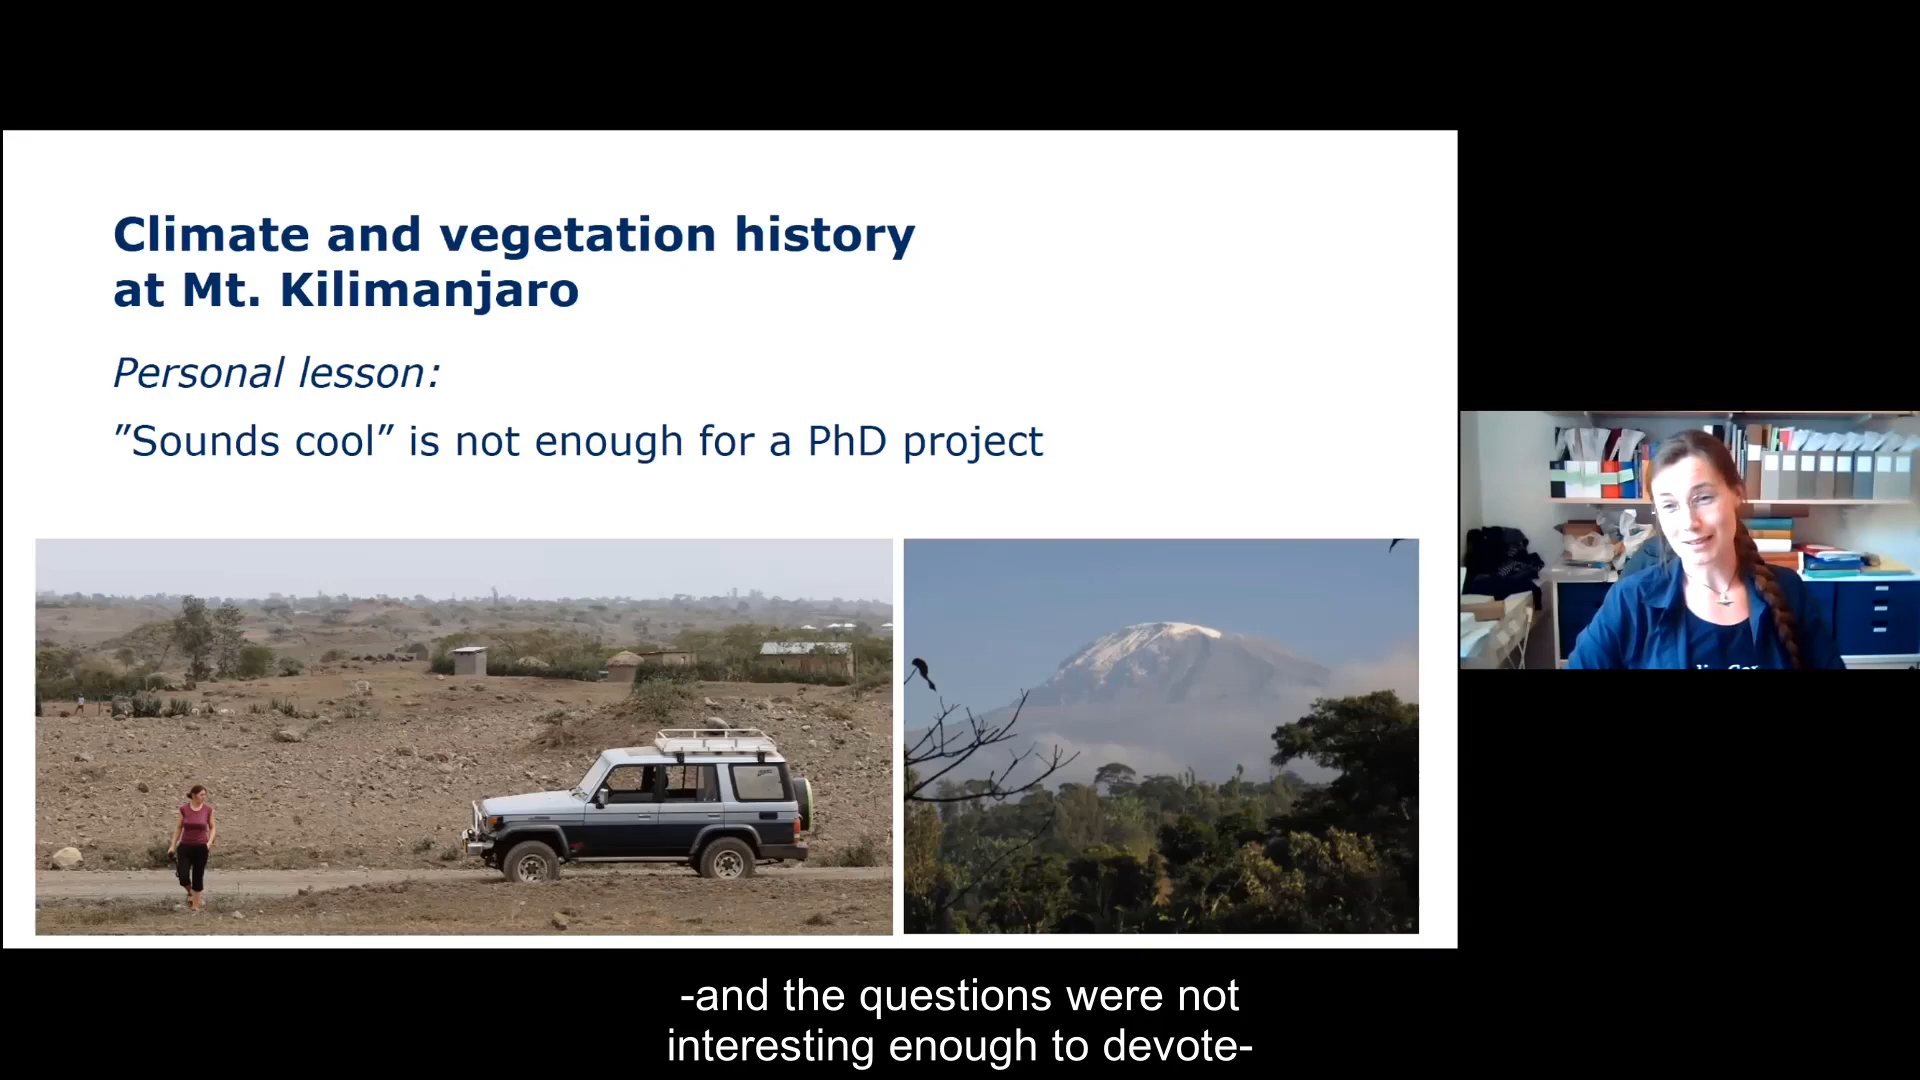 Climate and vegetation history
at Mt. Kilimanjaro
Personal lesson:
”Sounds cool” is not enough for a PhD project
-and the questions were not
interesting enough to devote-